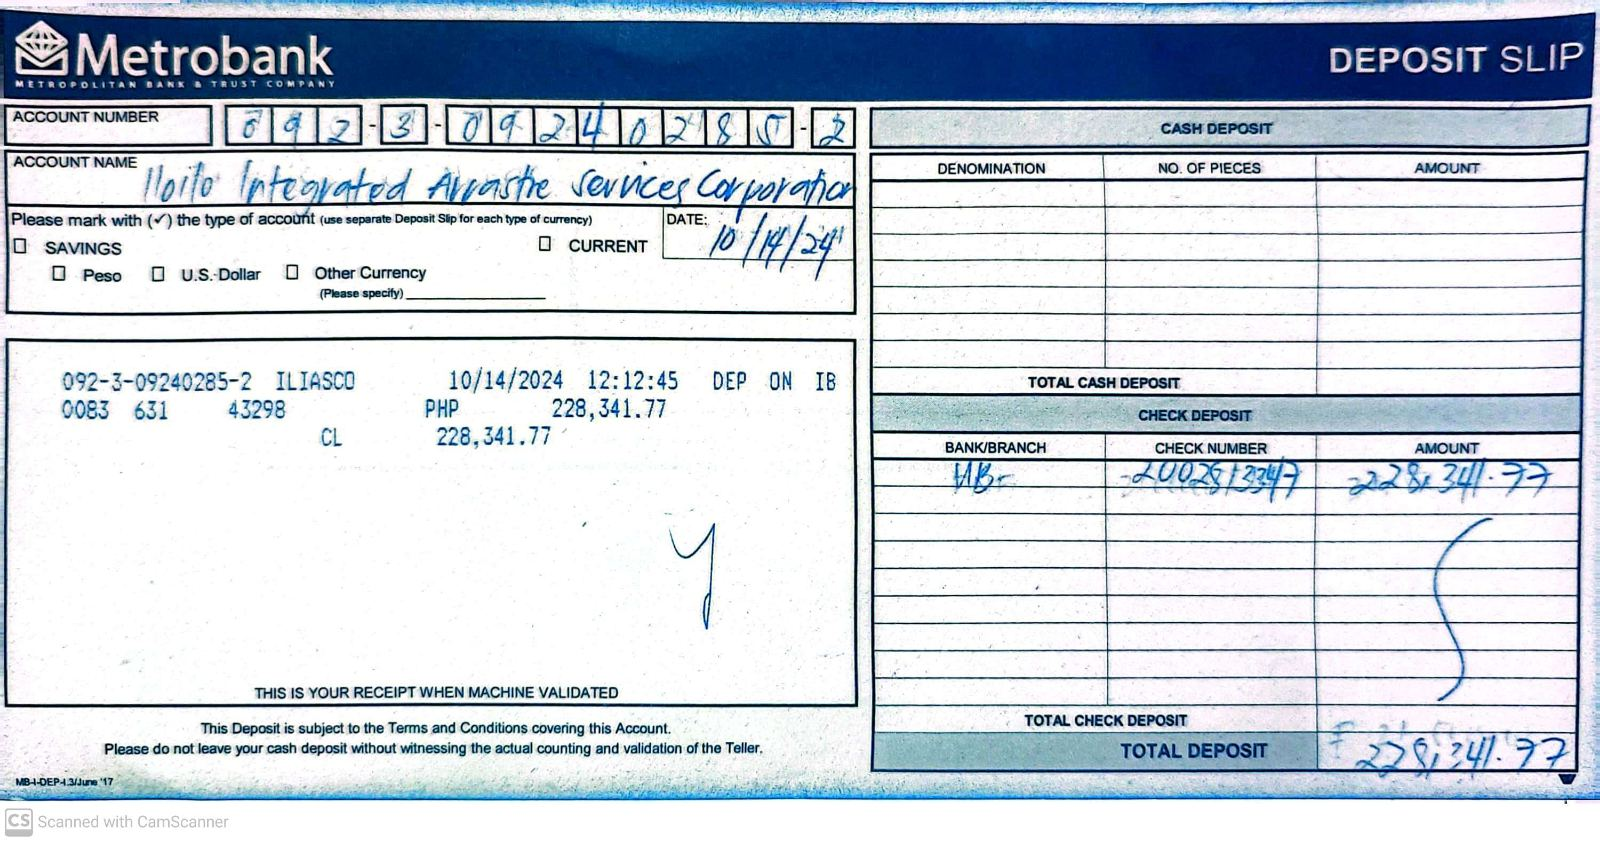 Metrobank
METROPOLITAN BANK & TRUST COMPANY
DEPOSIT SLIP
ACCOUNT NUMBER 092-3-09240285-2
ACCOUNT NAME Iloilo Integrated Arrastre Services Corporation
Please mark with (✓) the type of account (use separate Deposit Slip for each type of currency)
DATE: 10/14/24
☐ SAVINGS ☐ CURRENT
☐ Peso ☐ U.S. Dollar ☐ Other Currency
(Please specify)
092-3-09240285-2 ILIASCO 10/14/2024 12:12:45 DEP ON IB
0083 631 43298 PHP 228,341.77
CL 228,341.77
THIS IS YOUR RECEIPT WHEN MACHINE VALIDATED
This Deposit is subject to the Terms and Conditions covering this Account.
Please do not leave your cash deposit without witnessing the actual counting and validation of the Teller.
MB-I-DEP-I.3/June '17
CASH DEPOSIT
DENOMINATION NO. OF PIECES AMOUNT
TOTAL CASH DEPOSIT
CHECK DEPOSIT
BANK/BRANCH CHECK NUMBER AMOUNT
228,341.77
TOTAL CHECK DEPOSIT
TOTAL DEPOSIT 228,341.77
CS Scanned with CamScanner